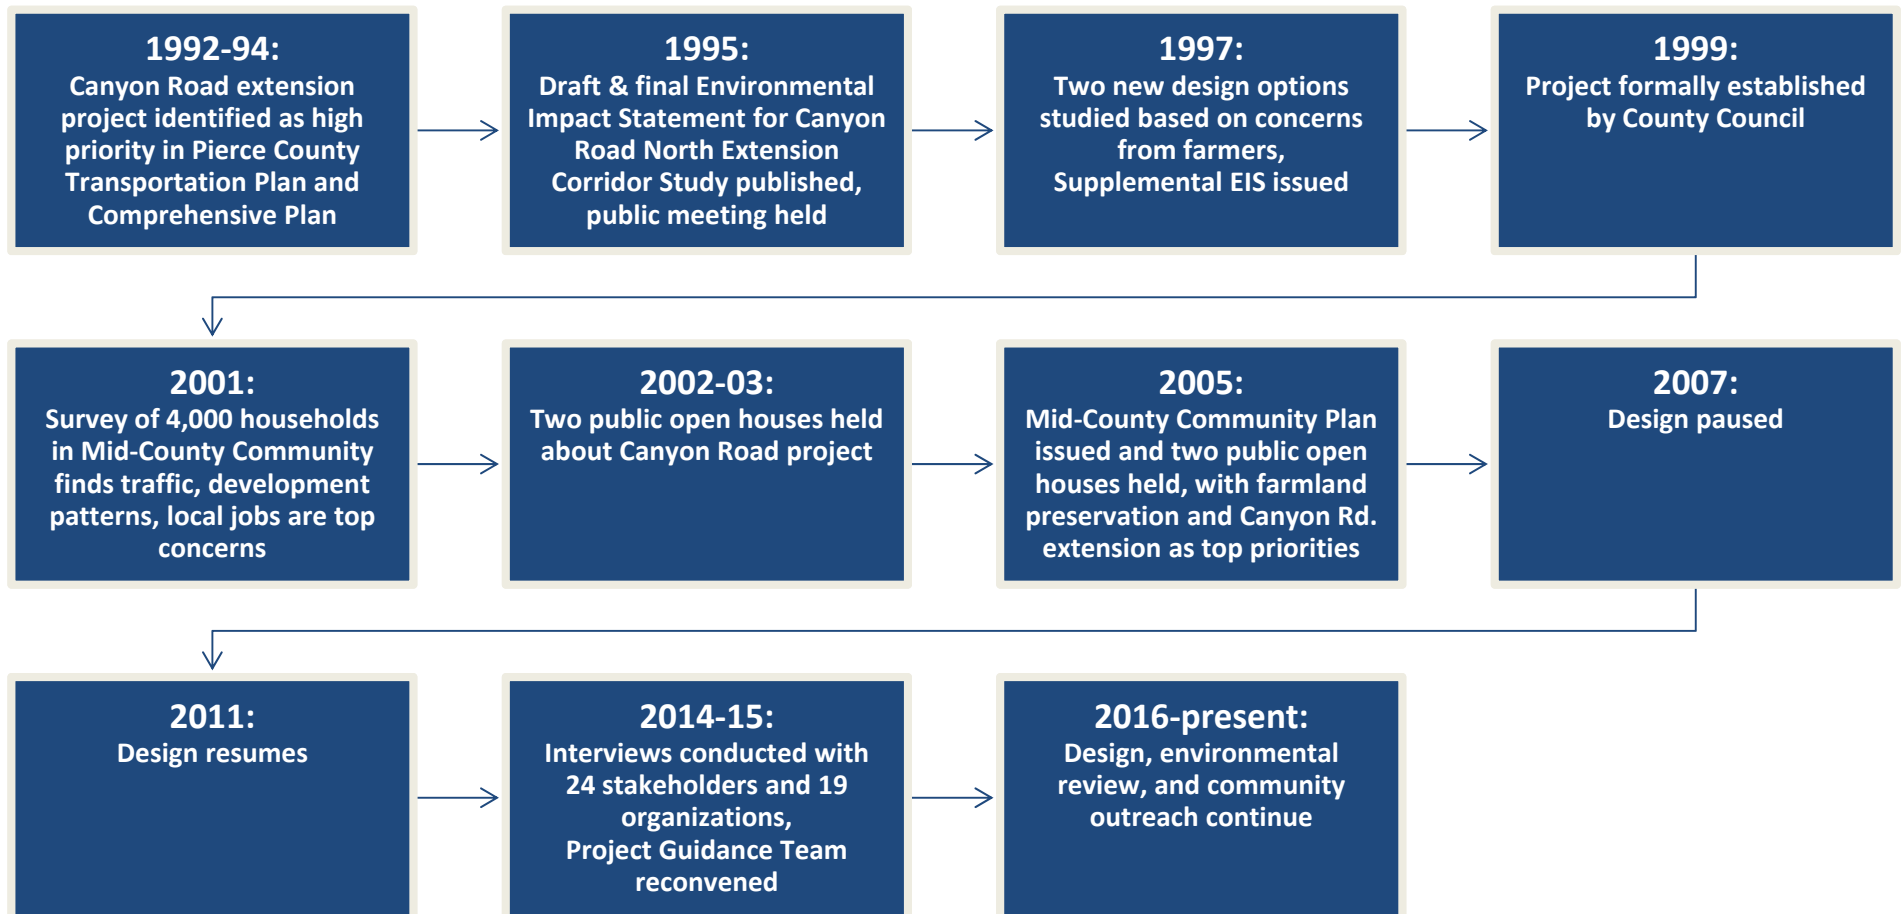 1992-94:
Canyon Road extension
project identified as high
priority in Pierce County
Transportation Plan and
Comprehensive Plan
1995:
Draft & final Environmental
Impact Statement for Canyon
Road North Extension
Corridor Study published,
public meeting held
1997:
Two new design options
studied based on concerns
from farmers,
Supplemental EIS issued
1999:
Project formally established
by County Council
2001:
Survey of 4,000 households
in Mid-County Community
finds traffic, development
patterns, local jobs are top
concerns
2002-03:
Two public open houses held
about Canyon Road project
2005:
Mid-County Community Plan
issued and two public open
houses held, with farmland
preservation and Canyon Rd.
extension as top priorities
2007:
Design paused
2011:
Design resumes
2014-15:
Interviews conducted with
24 stakeholders and 19
organizations,
Project Guidance Team
reconvened
2016-present:
Design, environmental
review, and community
outreach continue